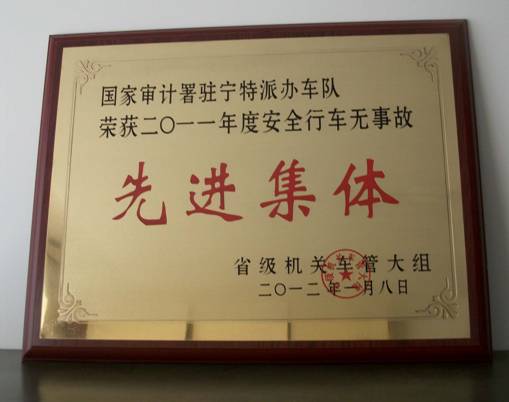 国家审计署驻宁特派办车队
荣获二〇一一年度安全行车无事故
先进集体
省级机关车管大组
二〇一二年一月八日